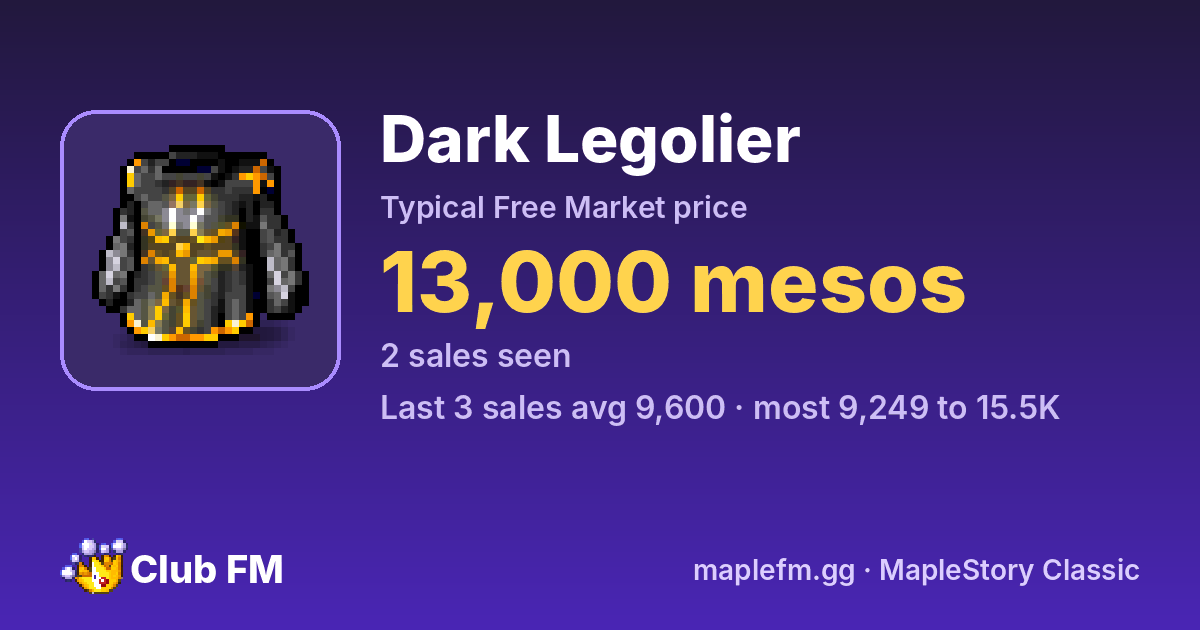 Dark Legolier
Typical Free Market price
13,000 mesos
2 sales seen
Last 3 sales avg 9,600 · most 9,249 to 15.5K
Club FM
maplefm.gg · MapleStory Classic